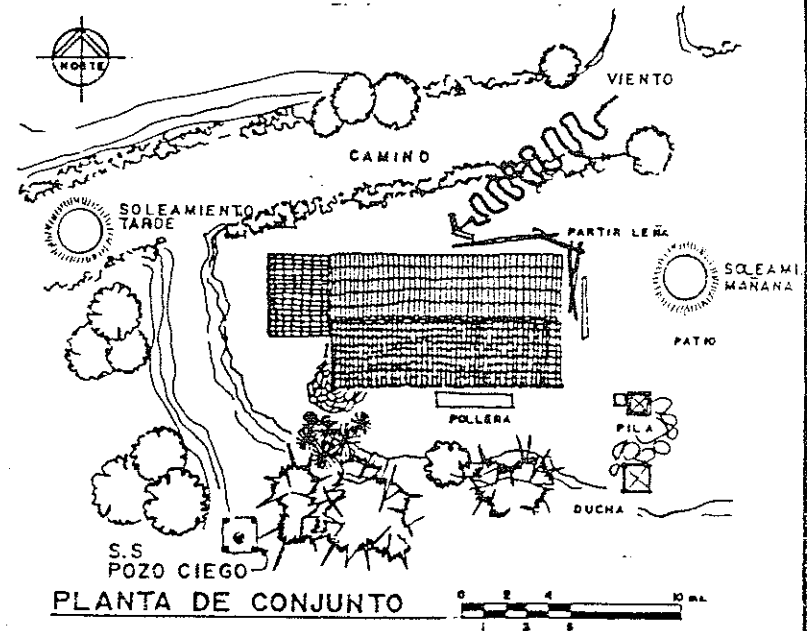 NORTE
VIENTO
CAMINO
SOLEAMIENTO
TARDE
PARTIR LEÑA
SOLEAMI.
MAÑANA
PATIO
POLLERA
PILA
DUCHA
S.S
POZO CIEGO
PLANTA DE CONJUNTO
0 2 4 10 ms.
1 3 5